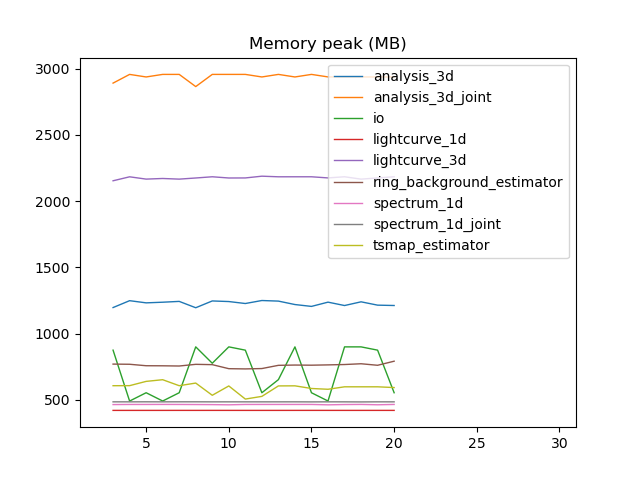 Memory peak (MB)
3000
2500
2000
1500
1000
500
analysis_3d
analysis_3d_joint
io
lightcurve_1d
lightcurve_3d
ring_background_estimator
spectrum_1d
spectrum_1d_joint
tsmap_estimator
5 10 15 20 25 30